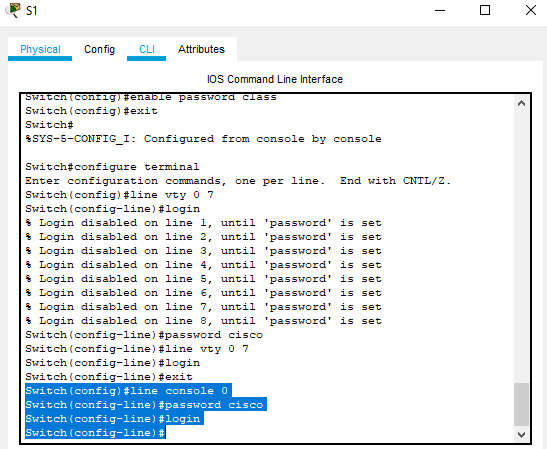 S1
Physical Config CLI Attributes
IOS Command Line Interface
Switch(config)#enable password class
Switch(config)#exit
Switch#
%SYS-5-CONFIG_I: Configured from console by console
Switch#configure terminal
Enter configuration commands, one per line.  End with CNTL/Z.
Switch(config)#line vty 0 7
Switch(config-line)#login
% Login disabled on line 1, until 'password' is set
% Login disabled on line 2, until 'password' is set
% Login disabled on line 3, until 'password' is set
% Login disabled on line 4, until 'password' is set
% Login disabled on line 5, until 'password' is set
% Login disabled on line 6, until 'password' is set
% Login disabled on line 7, until 'password' is set
% Login disabled on line 8, until 'password' is set
Switch(config-line)#password cisco
Switch(config-line)#line vty 0 7
Switch(config-line)#login
Switch(config-line)#exit
Switch(config)#line console 0
Switch(config-line)#password cisco
Switch(config-line)#login
Switch(config-line)#